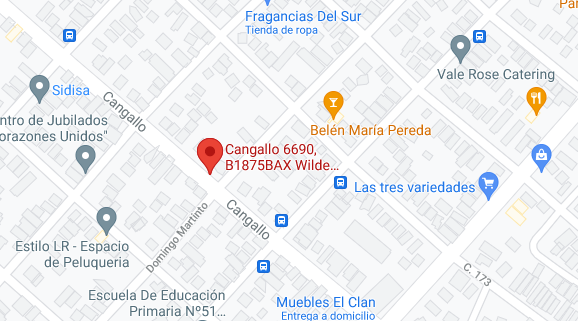 Fragancias Del Sur
Tienda de ropa
Pa
Vale Rose Catering
Sidisa
Cangallo
ntro de Jubilados
orazones Unidos"
Belén María Pereda
Cangallo 6690,
B1875BAX Wilde...
Las tres variedades
Domingo Martinto
Cangallo
Estilo LR - Espacio
de Peluqueria
C. 173
Escuela De Educación
Primaria Nº51...
Muebles El Clan
Entrega a domicilio